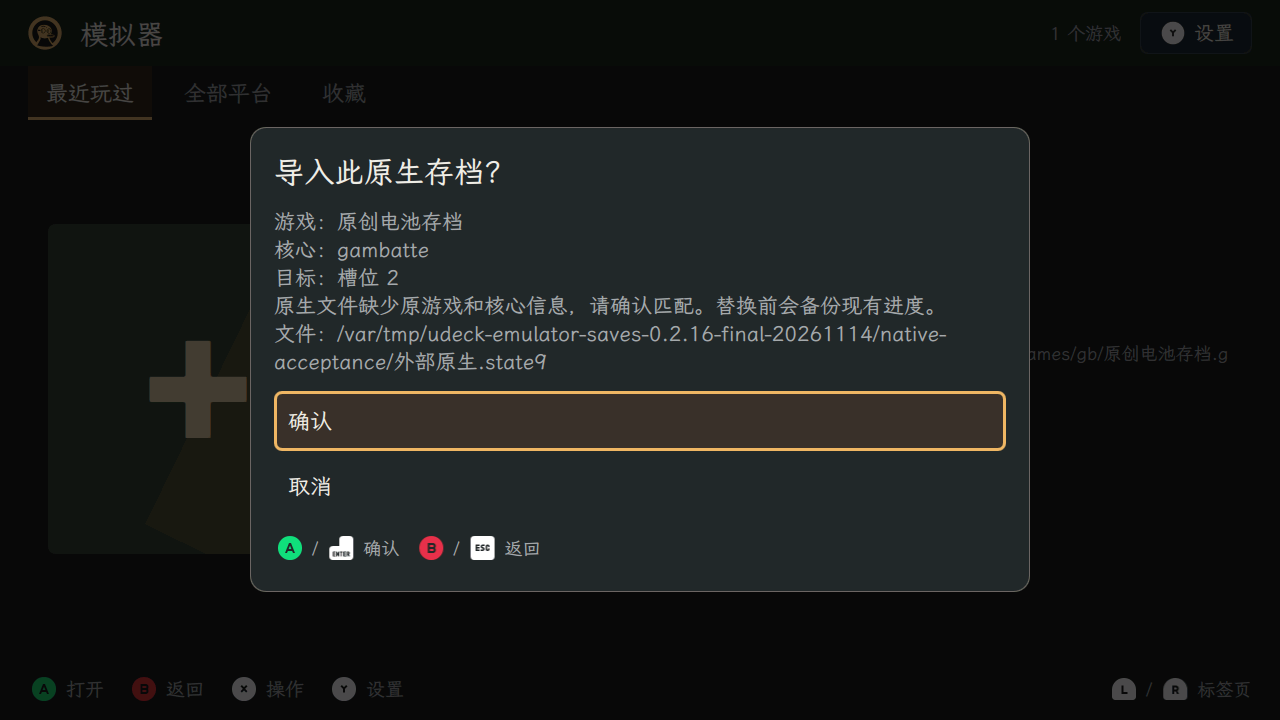 模拟器
1 个游戏
Y 设置
最近玩过 全部平台 收藏
导入此原生存档？
游戏：原创电池存档
核心：gambatte
目标：槽位 2
原生文件缺少原游戏和核心信息，请确认匹配。替换前会备份现有进度。
文件：/var/tmp/udeck-emulator-saves-0.2.16-final-20261114/native-
acceptance/外部原生.state9
ames/gb/原创电池存档.g
确认
取消
A / ENTER 确认 B / ESC 返回
A 打开 B 返回 X 操作 Y 设置
L / R 标签页